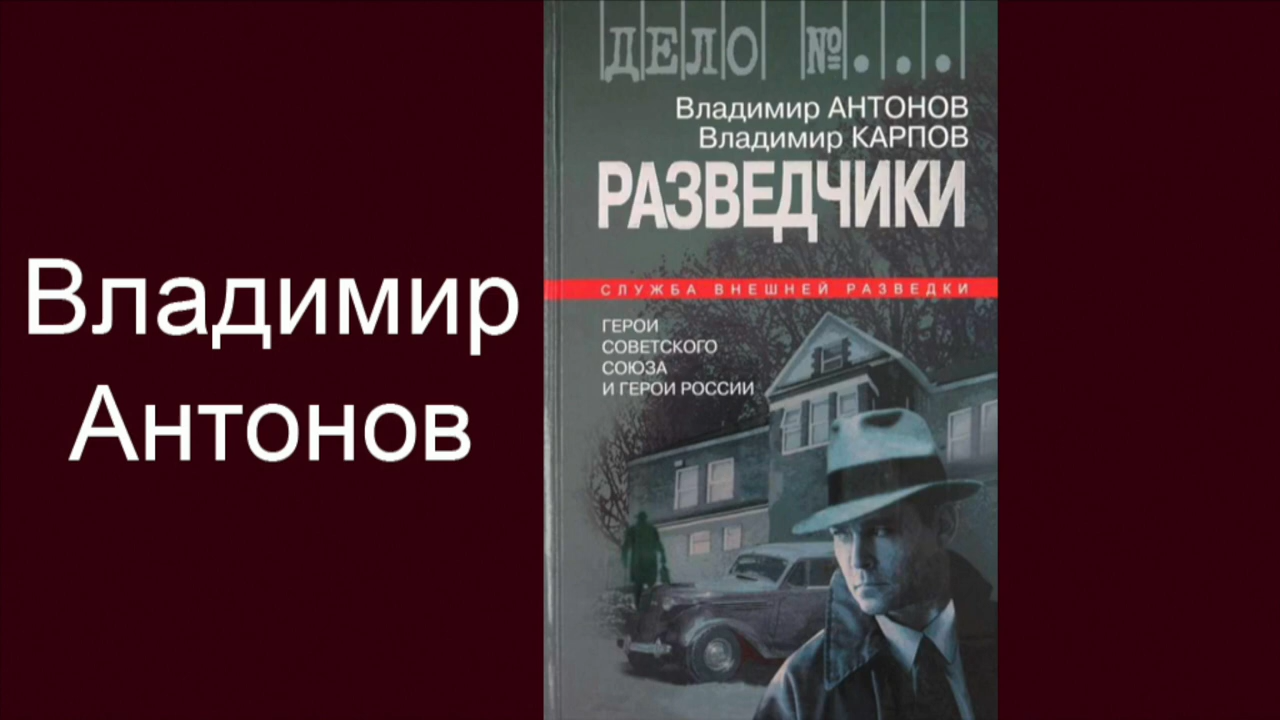 Владимир
Антонов
ДЕЛО №...
Владимир АНТОНОВ
Владимир КАРПОВ
РАЗВЕДЧИКИ
СЛУЖБА ВНЕШНЕЙ РАЗВЕДКИ
ГЕРОИ
СОВЕТСКОГО
СОЮЗА
И ГЕРОИ РОССИИ